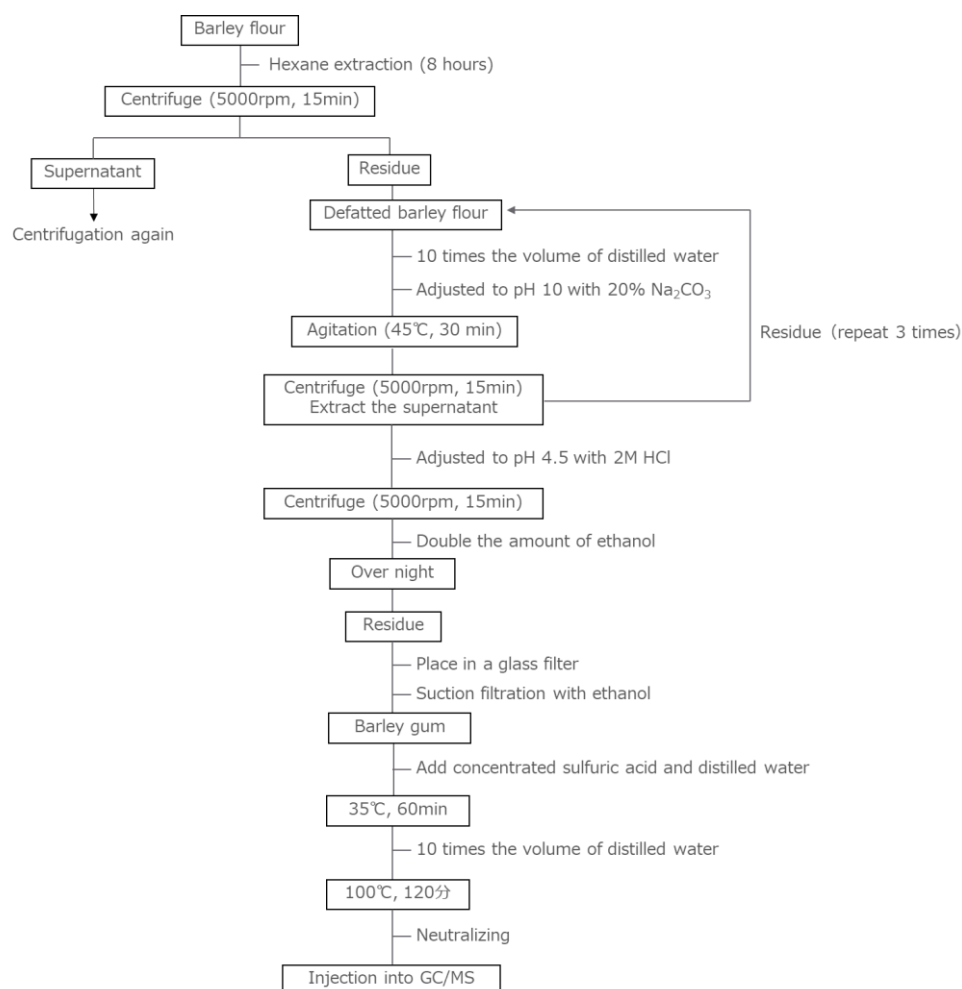 Barley flour
Hexane extraction (8 hours)
Centrifuge (5000rpm, 15min)
Supernatant
Residue
Centrifugation again
Defatted barley flour
10 times the volume of distilled water
Adjusted to pH 10 with 20% Na₂CO₃
Agitation (45℃, 30 min)
Residue（repeat 3 times)
Centrifuge (5000rpm, 15min)
Extract the supernatant
Adjusted to pH 4.5 with 2M HCl
Centrifuge (5000rpm, 15min)
Double the amount of ethanol
Over night
Residue
Place in a glass filter
Suction filtration with ethanol
Barley gum
Add concentrated sulfuric acid and distilled water
35℃, 60min
10 times the volume of distilled water
100℃, 120分
Neutralizing
Injection into GC/MS